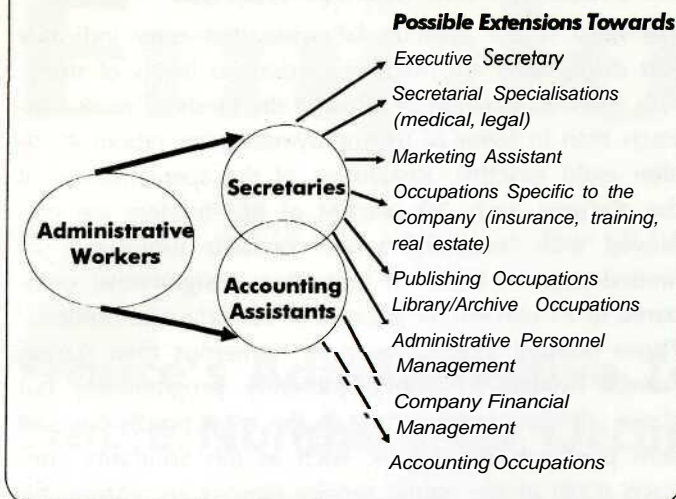 Possible Extensions Towards
Executive Secretary
Secrétarial Specialisations
(medical, legal)
Marketing Assistant
Occupations Specific to the
Company (insurance, training,
real estate)
Publishing Occupations
Library/Archive Occupations
Administrative Personnel
Management
Company Financial
Management
Accounting Occupations
Administrative
Workers
Secretaries
Accounting
Assistants